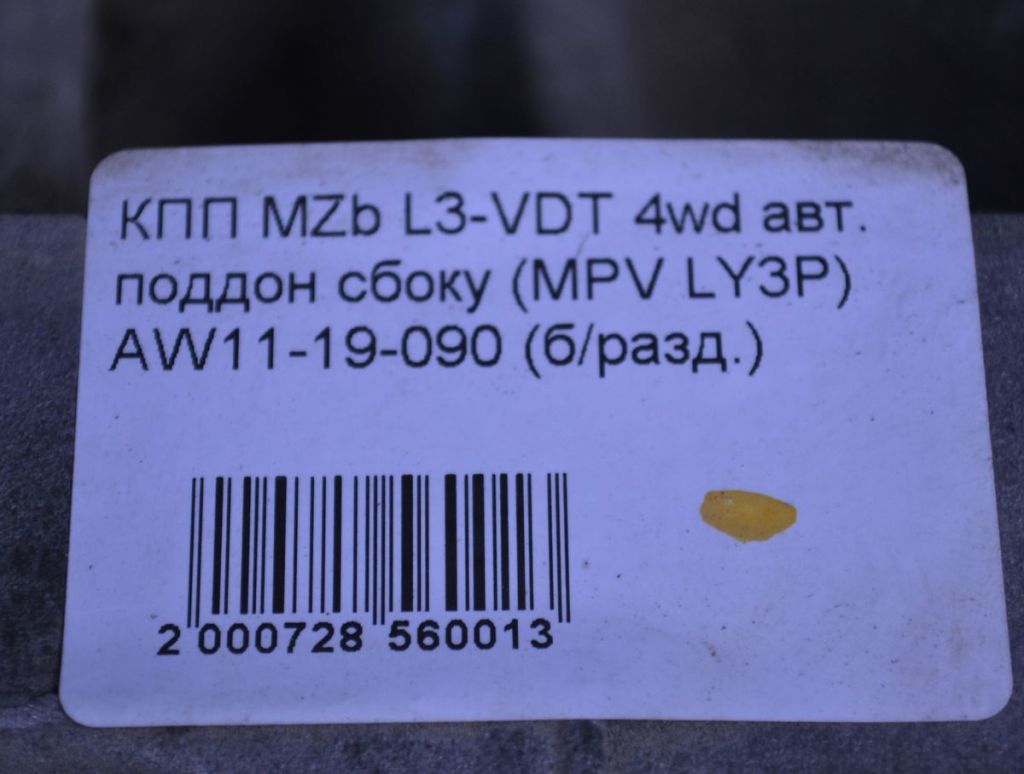 КПП MZb L3-VDT 4wd авт.
поддон сбоку (MPV LY3P)
AW11-19-090 (б/разд.)
2 000728 560013